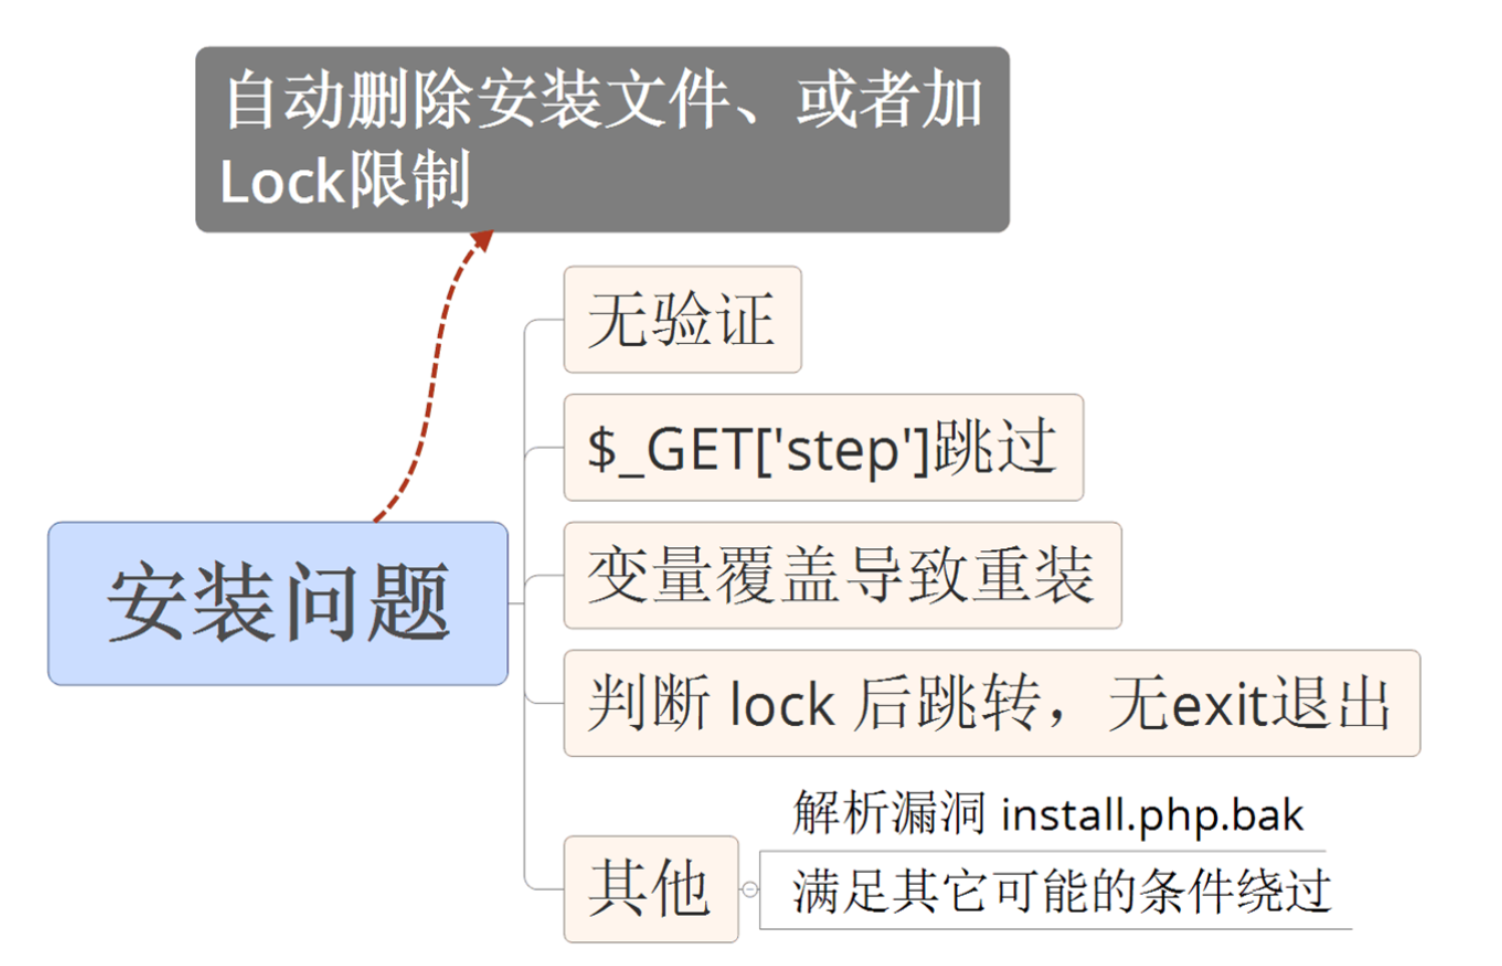 自动删除安装文件、或者加
Lock限制
无验证
$_GET['step']跳过
变量覆盖导致重装
安装问题
判断 lock 后跳转，无exit退出
解析漏洞 install.php.bak
其他
满足其它可能的条件绕过